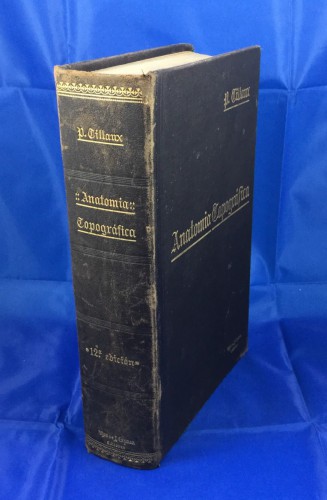 P. Tillaux
:: Anatomia ::
Topográfica
*12ª edición*
P. Tillaux
Anatomia Topográfica